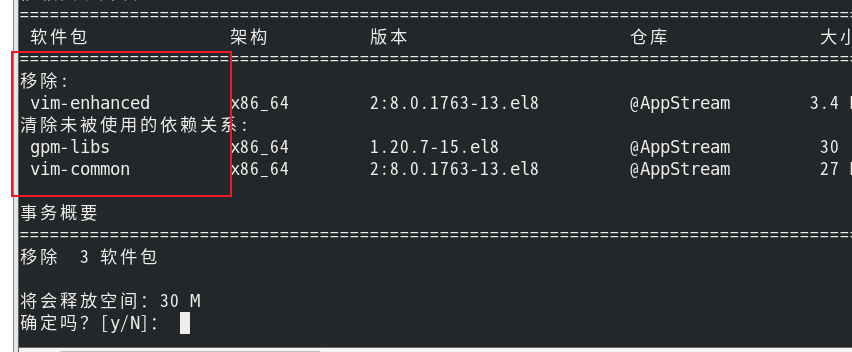 ================================================================================
软件包 架构 版本 仓库 大小
================================================================================
移除:
vim-enhanced x86_64 2:8.0.1763-13.el8 @AppStream 3.4
清除未被使用的依赖关系:
gpm-libs x86_64 1.20.7-15.el8 @AppStream 30
vim-common x86_64 2:8.0.1763-13.el8 @AppStream 27
事务概要
================================================================================
移除 3 软件包
将会释放空间：30 M
确定吗？[y/N]：